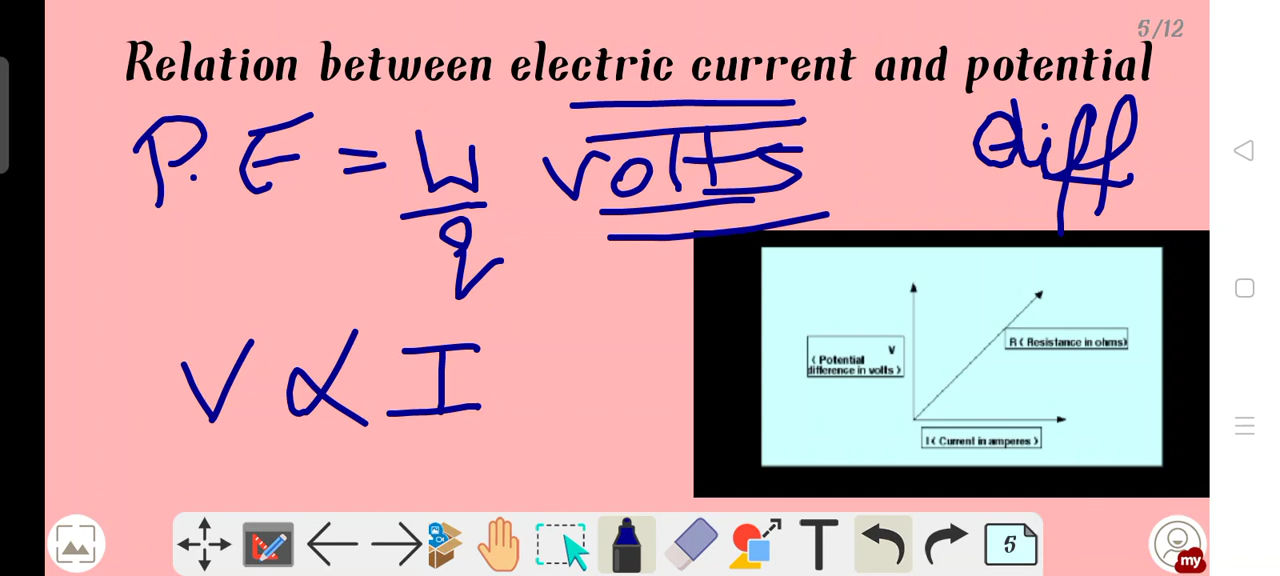 5/12
Relation between electric current and potential
diff
P.E = W/q volts
V ∝ I
V
( Potential
difference in volts )
R ( Resistance in ohms)
I ( Current in amperes )
T
5
my